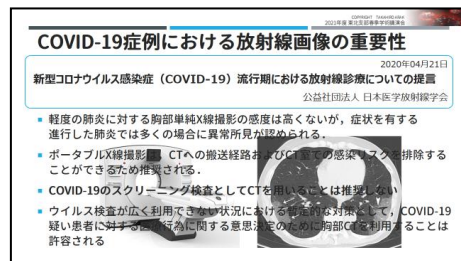 COPYRIGHT TAKAHIRO
2021年度 東北支部春季学術講演会
COVID-19症例における放射線画像の重要性
2020年04月21日
新型コロナウイルス感染症（COVID-19）流行期における放射線診療についての提言
公益社団法人 日本医学放射線学会
軽度の肺炎に対する胸部単純X線撮影の感度は高くないが，症状を有する
進行した肺炎では多くの場合に異常所見が認められる．
ポータブルX線撮影は，CTへの搬送経路およびCT室での感染リスクを排除する
ことができるため推奨される．
COVID-19のスクリーニング検査としてCTを用いることは推奨しない
ウイルス検査が広く利用できない状況における暫定的な対策として，COVID-19
疑い患者に対する医療行為に関する意思決定のために胸部CTを利用することは
許容される